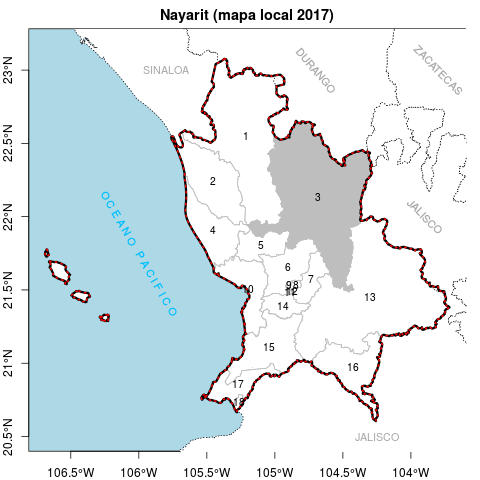 Nayarit (mapa local 2017)
SINALOA
DURANGO
ZACATECAS
JALISCO
JALISCO
OCEANO PACIFICO
23°N
22.5°N
22°N
21.5°N
21°N
20.5°N
1
2
3
4
5
6
7
9
8
10
12
13
14
15
16
17
18
106.5°W
106°W
105.5°W
105°W
104.5°W
104°W